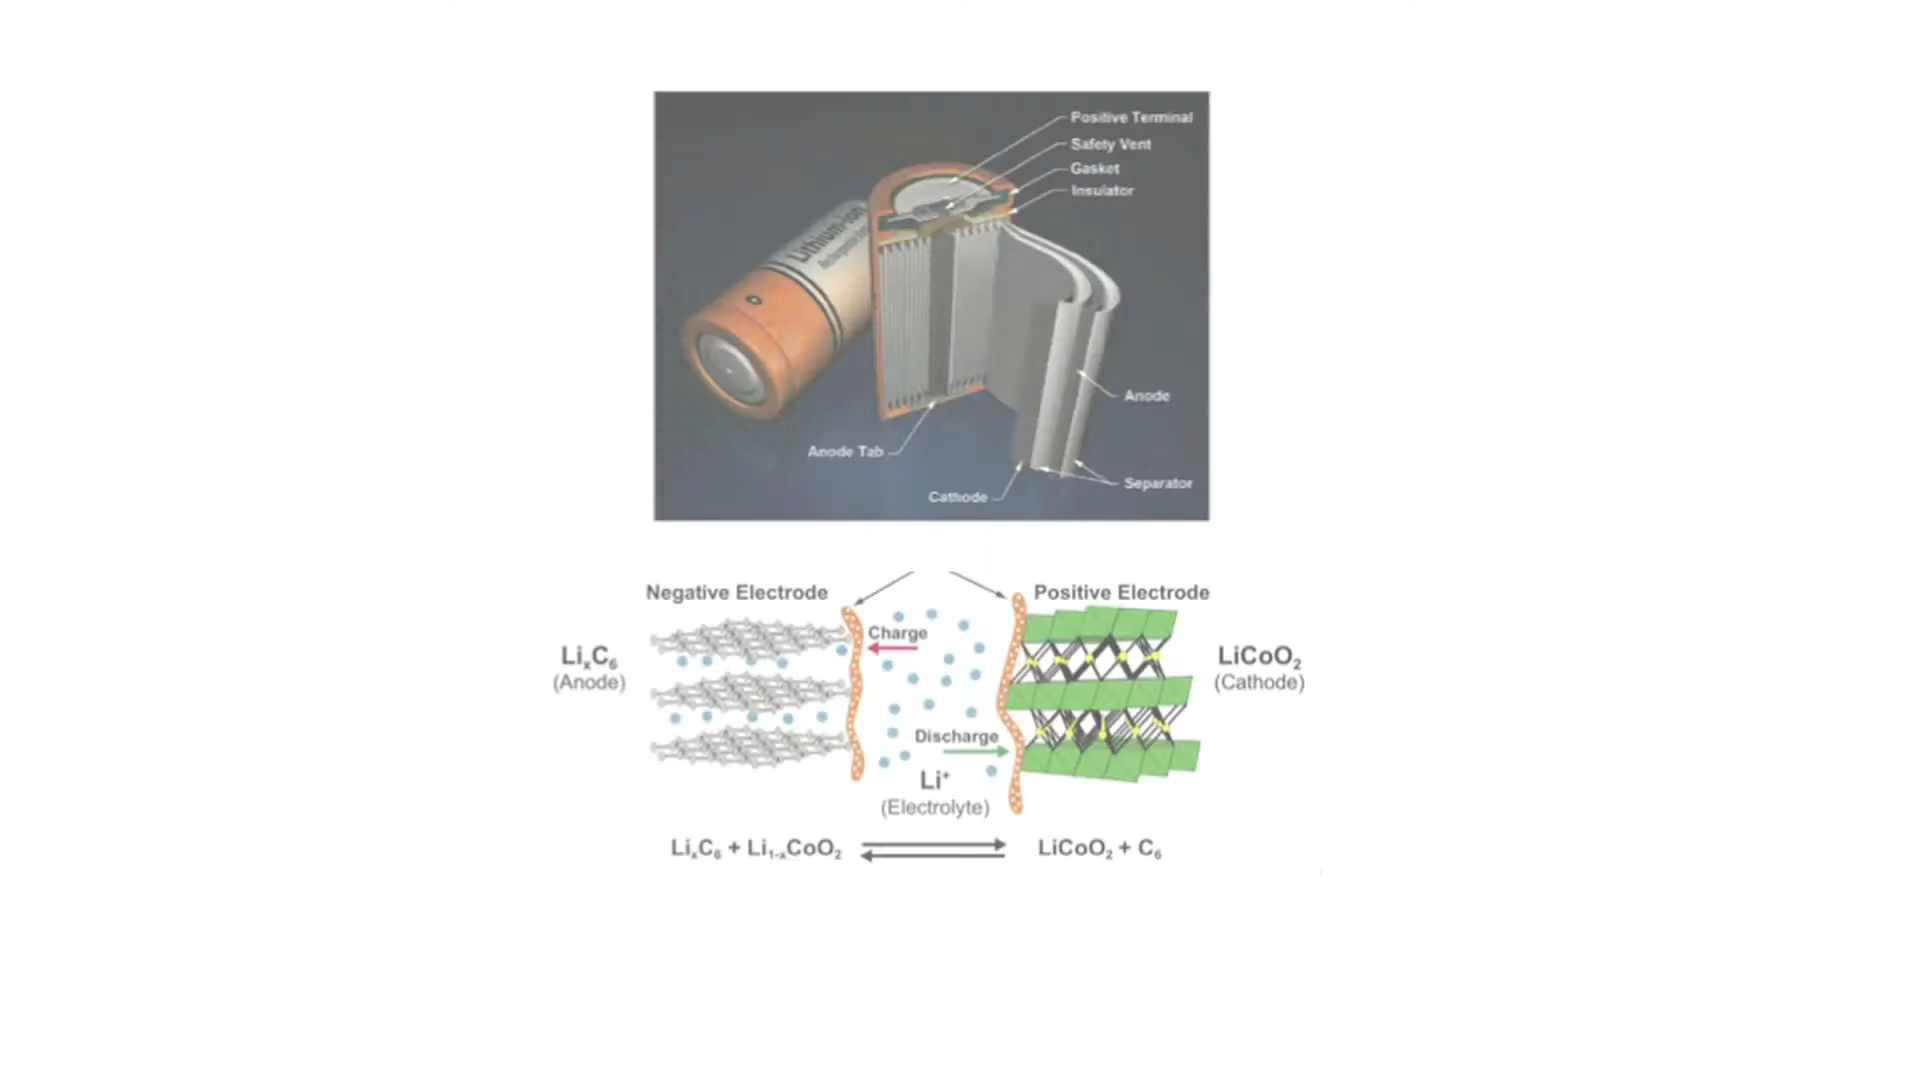 Positive Terminal
Safety Vent
Gasket
Insulator
Lithium-Ion
Anode
Anode Tab
Separator
Cathode
Negative Electrode
Positive Electrode
Charge
LiₓC₆
(Anode)
LiCoO₂
(Cathode)
Discharge
Li⁺
(Electrolyte)
LiₓC₆ + Li₁₋ₓCoO₂
LiCoO₂ + C₆